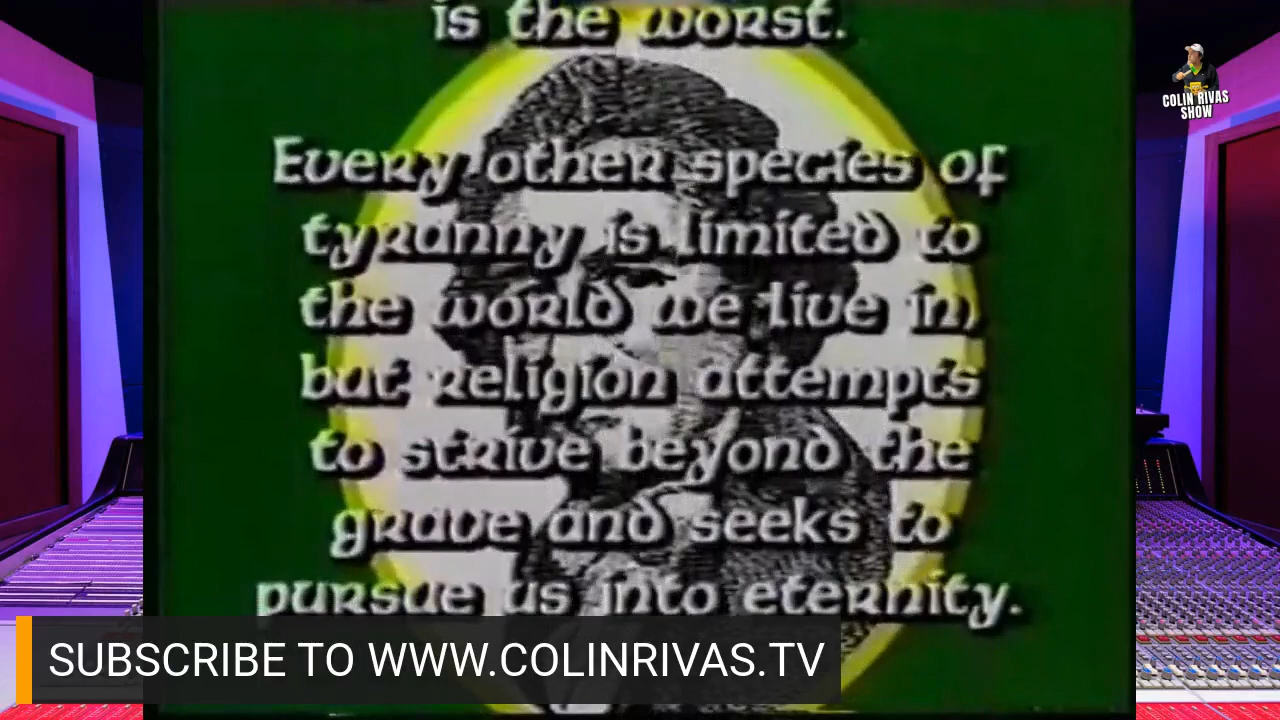 is the worst.
COLIN RIVAS
SHOW
Every other species of
tyranny is limited to
the world we live in,
but religion attempts
to strive beyond the
grave and seeks to
pursue us into eternity.
SUBSCRIBE TO WWW.COLINRIVAS.TV